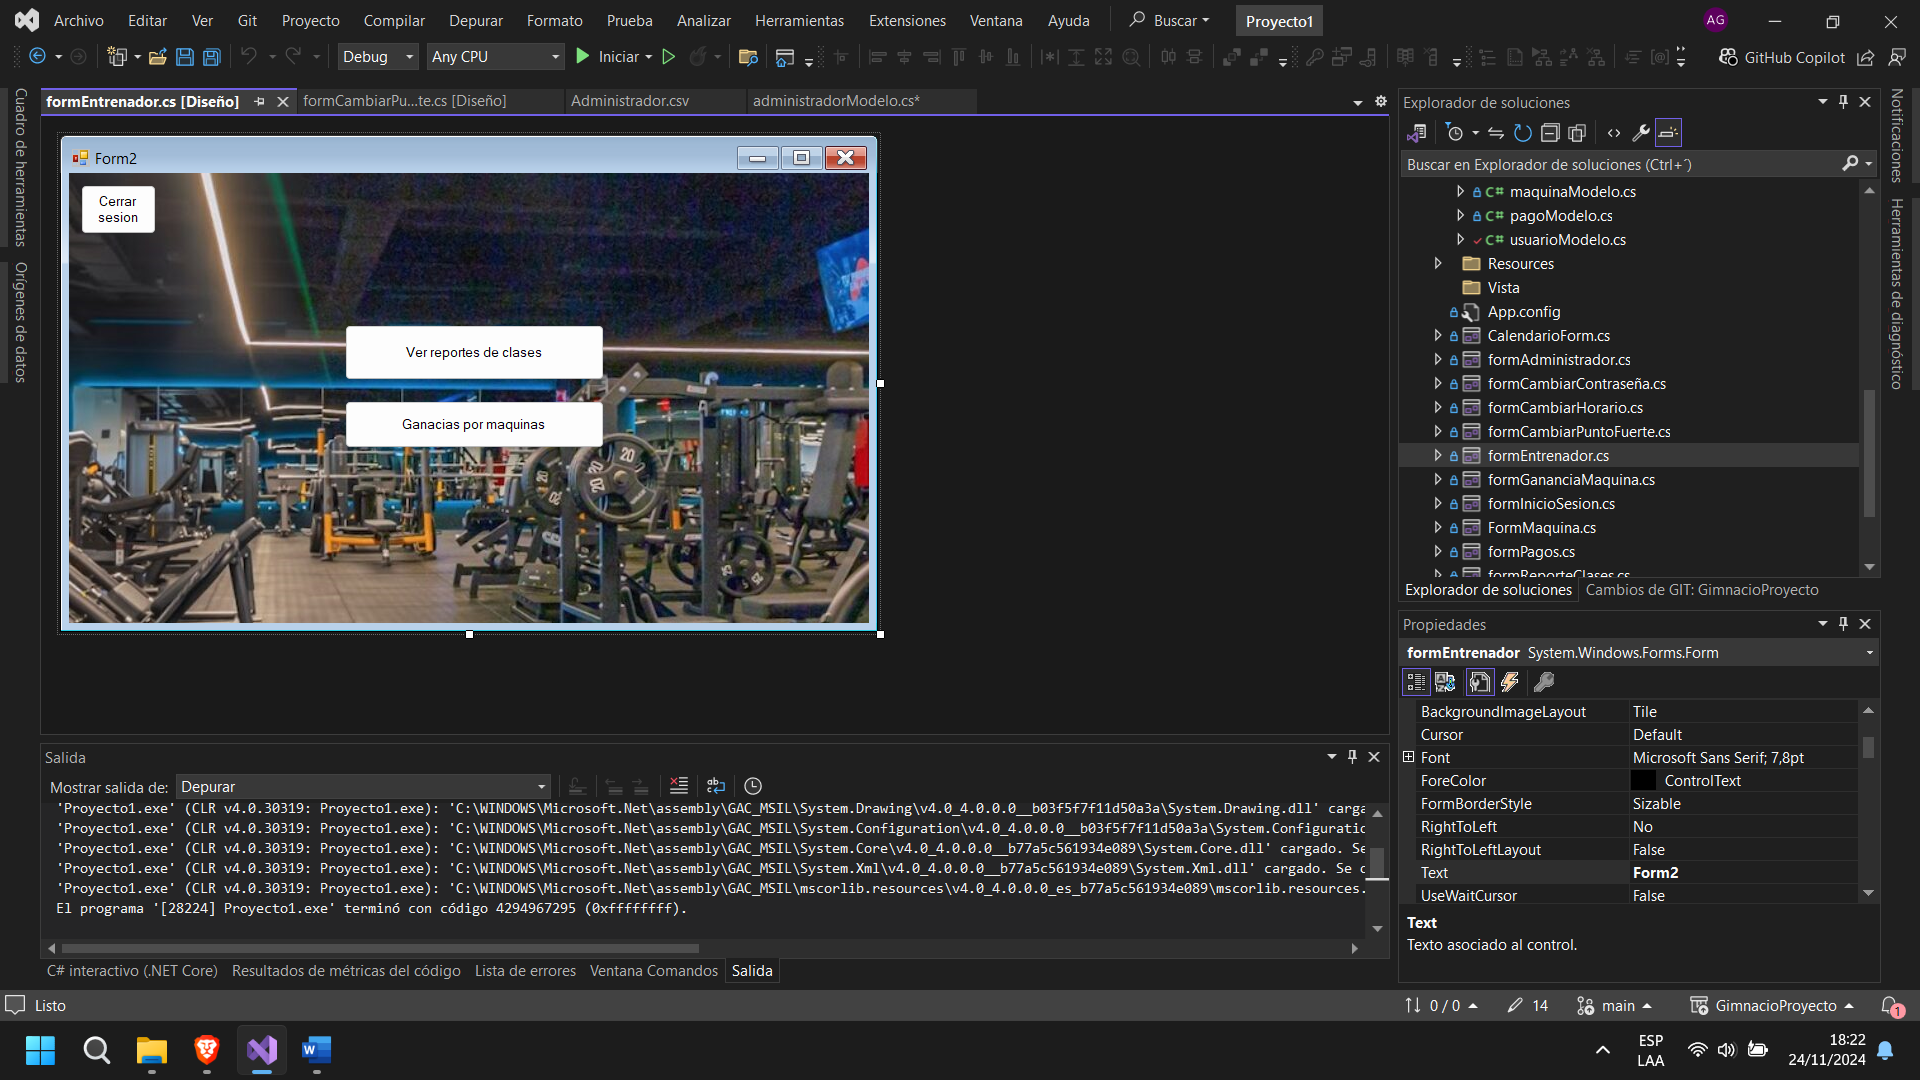 Archivo Editar Ver Git Proyecto Compilar Depurar Formato Prueba Analizar Herramientas Extensiones Ventana Ayuda Buscar Proyecto1 AG
Debug Any CPU Iniciar GitHub Copilot
Cuadro de herramientas
Orígenes de datos
formEntrenador.cs [Diseño] formCambiarPu...te.cs [Diseño] Administrador.csv administradorModelo.cs*
Form2
Cerrar
sesion
Ver reportes de clases
Ganacias por maquinas
20
20
Salida
Mostrar salida de: Depurar
'Proyecto1.exe' (CLR v4.0.30319: Proyecto1.exe): 'C:\WINDOWS\Microsoft.Net\assembly\GAC_MSIL\System.Drawing\v4.0_4.0.0.0__b03f5f7f11d50a3a\System.Drawing.dll' carga
'Proyecto1.exe' (CLR v4.0.30319: Proyecto1.exe): 'C:\WINDOWS\Microsoft.Net\assembly\GAC_MSIL\System.Configuration\v4.0_4.0.0.0__b03f5f7f11d50a3a\System.Configuratio
'Proyecto1.exe' (CLR v4.0.30319: Proyecto1.exe): 'C:\WINDOWS\Microsoft.Net\assembly\GAC_MSIL\System.Core\v4.0_4.0.0.0__b77a5c561934e089\System.Core.dll' cargado. Se
'Proyecto1.exe' (CLR v4.0.30319: Proyecto1.exe): 'C:\WINDOWS\Microsoft.Net\assembly\GAC_MSIL\System.Xml\v4.0_4.0.0.0__b77a5c561934e089\System.Xml.dll' cargado. Se c
'Proyecto1.exe' (CLR v4.0.30319: Proyecto1.exe): 'C:\WINDOWS\Microsoft.Net\assembly\GAC_MSIL\mscorlib.resources\v4.0_4.0.0.0_es_b77a5c561934e089\mscorlib.resources.
El programa '[28224] Proyecto1.exe' terminó con código 4294967295 (0xffffffff).
C# interactivo (.NET Core) Resultados de métricas del código Lista de errores Ventana Comandos Salida
Explorador de soluciones
Buscar en Explorador de soluciones (Ctrl+´)
C# maquinaModelo.cs
C# pagoModelo.cs
C# usuarioModelo.cs
Resources
Vista
App.config
CalendarioForm.cs
formAdministrador.cs
formCambiarContraseña.cs
formCambiarHorario.cs
formCambiarPuntoFuerte.cs
formEntrenador.cs
formGananciaMaquina.cs
formInicioSesion.cs
FormMaquina.cs
formPagos.cs
formReporteClases.cs
Explorador de soluciones Cambios de GIT: GimnacioProyecto
Propiedades
formEntrenador System.Windows.Forms.Form
BackgroundImageLayout Tile
Cursor Default
Font Microsoft Sans Serif; 7,8pt
ForeColor ControlText
FormBorderStyle Sizable
RightToLeft No
RightToLeftLayout False
Text Form2
UseWaitCursor False
Text
Texto asociado al control.
Notificaciones
Herramientas de diagnóstico
Listo 0 / 0 14 main GimnacioProyecto 1
ESP
LAA
18:22
24/11/2024